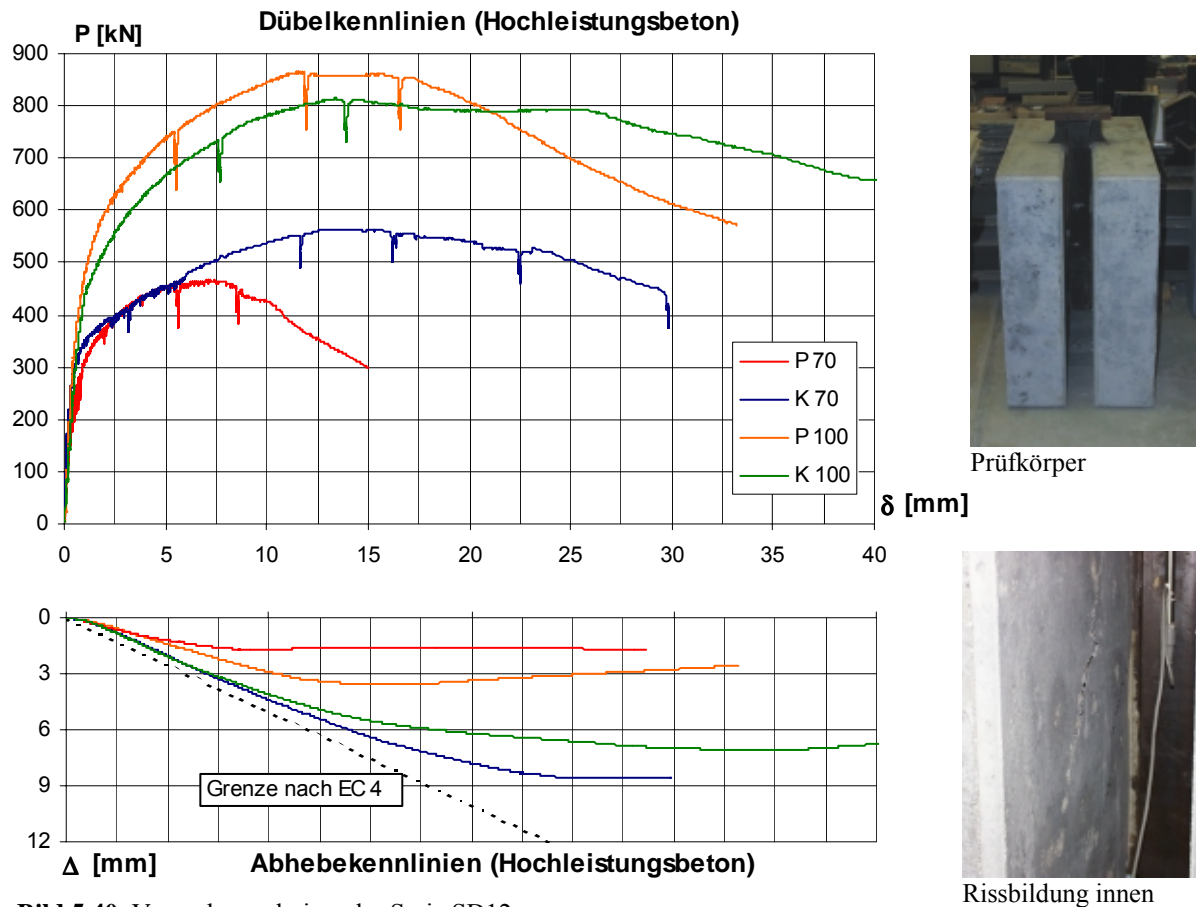 Dübelkennlinien (Hochleistungsbeton)
P [kN]
900
800
700
600
500
400
300
200
100
0
0 5 10 15 20 25 30 35 40
δ [mm]
P 70
K 70
P 100
K 100
Prüfkörper
0
3
6
9
12
Grenze nach EC 4
Δ [mm]
Abhebekennlinien (Hochleistungsbeton)
Rissbildung innen